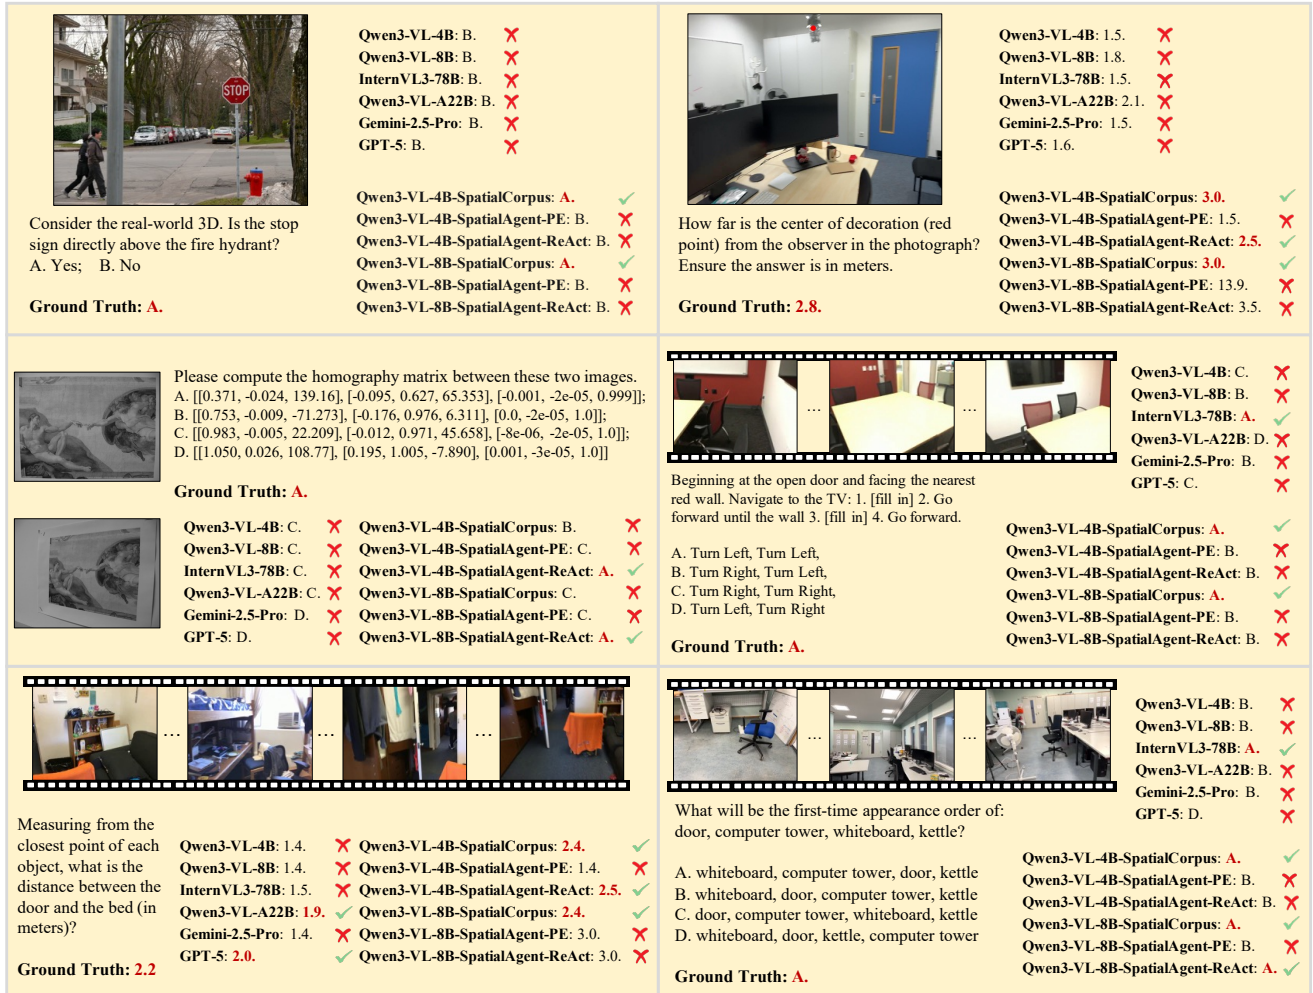 STOP
Qwen3-VL-4B: B.
Qwen3-VL-8B: B.
InternVL3-78B: B.
Qwen3-VL-A22B: B.
Gemini-2.5-Pro: B.
GPT-5: B.
Consider the real-world 3D. Is the stop
sign directly above the fire hydrant?
A. Yes; B. No
Ground Truth: A.
Qwen3-VL-4B-SpatialCorpus: A.
Qwen3-VL-4B-SpatialAgent-PE: B.
Qwen3-VL-4B-SpatialAgent-ReAct: B.
Qwen3-VL-8B-SpatialCorpus: A.
Qwen3-VL-8B-SpatialAgent-PE: B.
Qwen3-VL-8B-SpatialAgent-ReAct: B.
Qwen3-VL-4B: 1.5.
Qwen3-VL-8B: 1.8.
InternVL3-78B: 1.5.
Qwen3-VL-A22B: 2.1.
Gemini-2.5-Pro: 1.5.
GPT-5: 1.6.
How far is the center of decoration (red
point) from the observer in the photograph?
Ensure the answer is in meters.
Ground Truth: 2.8.
Qwen3-VL-4B-SpatialCorpus: 3.0.
Qwen3-VL-4B-SpatialAgent-PE: 1.5.
Qwen3-VL-4B-SpatialAgent-ReAct: 2.5.
Qwen3-VL-8B-SpatialCorpus: 3.0.
Qwen3-VL-8B-SpatialAgent-PE: 13.9.
Qwen3-VL-8B-SpatialAgent-ReAct: 3.5.
Please compute the homography matrix between these two images.
A. [[0.371, -0.024, 139.16], [-0.095, 0.627, 65.353], [-0.001, -2e-05, 0.999]];
B. [[0.753, -0.009, -71.273], [-0.176, 0.976, 6.311], [0.0, -2e-05, 1.0]];
C. [[0.983, -0.005, 22.209], [-0.012, 0.971, 45.658], [-8e-06, -2e-05, 1.0]];
D. [[1.050, 0.026, 108.77], [0.195, 1.005, -7.890], [0.001, -3e-05, 1.0]]
Ground Truth: A.
Qwen3-VL-4B: C.
Qwen3-VL-8B: C.
InternVL3-78B: C.
Qwen3-VL-A22B: C.
Gemini-2.5-Pro: D.
GPT-5: D.
Qwen3-VL-4B-SpatialCorpus: B.
Qwen3-VL-4B-SpatialAgent-PE: C.
Qwen3-VL-4B-SpatialAgent-ReAct: A.
Qwen3-VL-8B-SpatialCorpus: C.
Qwen3-VL-8B-SpatialAgent-PE: C.
Qwen3-VL-8B-SpatialAgent-ReAct: A.
...
...
Qwen3-VL-4B: C.
Qwen3-VL-8B: B.
InternVL3-78B: A.
Qwen3-VL-A22B: D.
Gemini-2.5-Pro: B.
GPT-5: C.
Beginning at the open door and facing the nearest
red wall. Navigate to the TV: 1. [fill in] 2. Go
forward until the wall 3. [fill in] 4. Go forward.
A. Turn Left, Turn Left,
B. Turn Right, Turn Left,
C. Turn Right, Turn Right,
D. Turn Left, Turn Right
Ground Truth: A.
Qwen3-VL-4B-SpatialCorpus: A.
Qwen3-VL-4B-SpatialAgent-PE: B.
Qwen3-VL-4B-SpatialAgent-ReAct: B.
Qwen3-VL-8B-SpatialCorpus: A.
Qwen3-VL-8B-SpatialAgent-PE: B.
Qwen3-VL-8B-SpatialAgent-ReAct: B.
...
...
...
Measuring from the
closest point of each
object, what is the
distance between the
door and the bed (in
meters)?
Ground Truth: 2.2
Qwen3-VL-4B: 1.4.
Qwen3-VL-8B: 1.4.
InternVL3-78B: 1.5.
Qwen3-VL-A22B: 1.9.
Gemini-2.5-Pro: 1.4.
GPT-5: 2.0.
Qwen3-VL-4B-SpatialCorpus: 2.4.
Qwen3-VL-4B-SpatialAgent-PE: 1.4.
Qwen3-VL-4B-SpatialAgent-ReAct: 2.5.
Qwen3-VL-8B-SpatialCorpus: 2.4.
Qwen3-VL-8B-SpatialAgent-PE: 3.0.
Qwen3-VL-8B-SpatialAgent-ReAct: 3.0.
...
...
Qwen3-VL-4B: B.
Qwen3-VL-8B: B.
InternVL3-78B: A.
Qwen3-VL-A22B: B.
Gemini-2.5-Pro: B.
GPT-5: D.
What will be the first-time appearance order of:
door, computer tower, whiteboard, kettle?
A. whiteboard, computer tower, door, kettle
B. whiteboard, door, computer tower, kettle
C. door, computer tower, whiteboard, kettle
D. whiteboard, door, kettle, computer tower
Ground Truth: A.
Qwen3-VL-4B-SpatialCorpus: A.
Qwen3-VL-4B-SpatialAgent-PE: B.
Qwen3-VL-4B-SpatialAgent-ReAct: B.
Qwen3-VL-8B-SpatialCorpus: A.
Qwen3-VL-8B-SpatialAgent-PE: B.
Qwen3-VL-8B-SpatialAgent-ReAct: A.